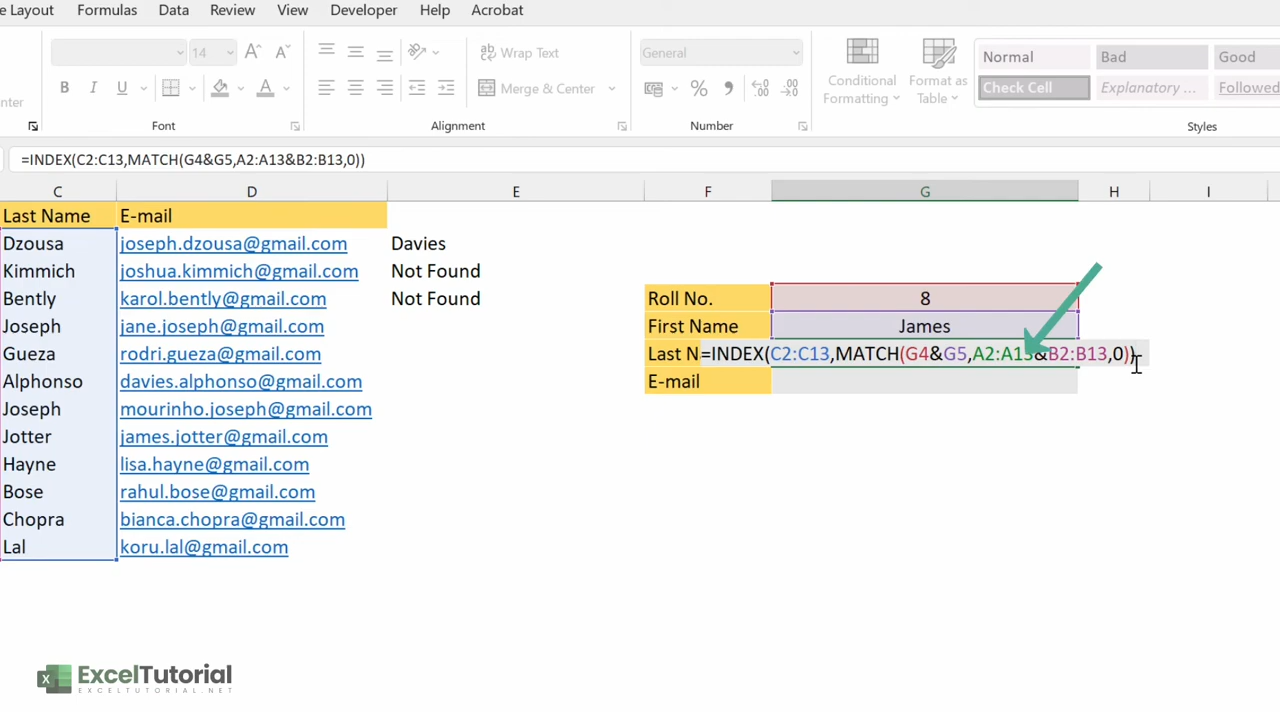 e Layout Formulas Data Review View Developer Help Acrobat
14 A A ab Wrap Text General Normal Bad Good
B I U A Merge & Center % Conditional Formatting Format as Table Check Cell Explanatory ... Followed
nter Font Alignment Number Styles
=INDEX(C2:C13,MATCH(G4&G5,A2:A13&B2:B13,0))
C D E F G H I
Last Name E-mail
Dzousa joseph.dzousa@gmail.com Davies
Kimmich joshua.kimmich@gmail.com Not Found
Bently karol.bently@gmail.com Not Found Roll No. 8
Joseph jane.joseph@gmail.com First Name James
Gueza rodri.gueza@gmail.com Last N=INDEX(C2:C13,MATCH(G4&G5,A2:A13&B2:B13,0))
Alphonso davies.alphonso@gmail.com E-mail
Joseph mourinho.joseph@gmail.com
Jotter james.jotter@gmail.com
Hayne lisa.hayne@gmail.com
Bose rahul.bose@gmail.com
Chopra bianca.chopra@gmail.com
Lal koru.lal@gmail.com
X ExcelTutorial
EXCELTUTORIAL.NET